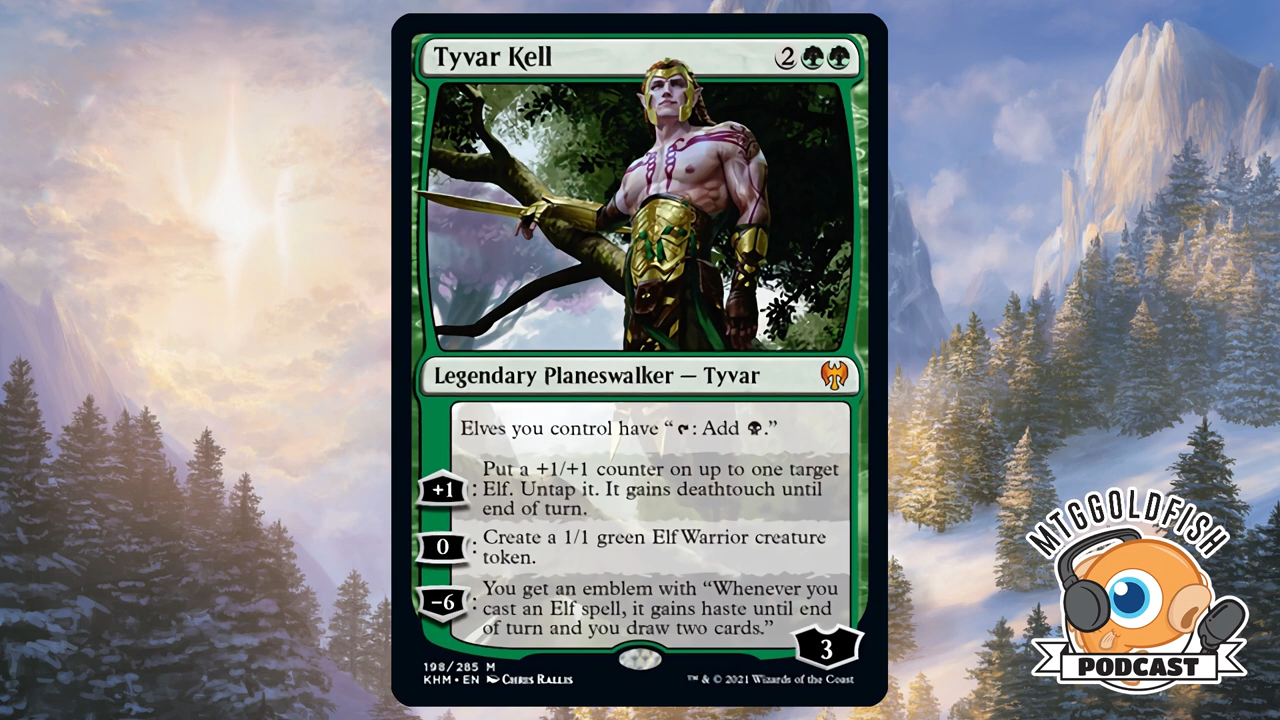 Tyvar Kell 2
Legendary Planeswalker — Tyvar
Elves you control have “ : Add .”
+1 : Put a +1/+1 counter on up to one target
Elf. Untap it. It gains deathtouch until
end of turn.
0 : Create a 1/1 green Elf Warrior creature
token.
−6 : You get an emblem with “Whenever you
cast an Elf spell, it gains haste until end
of turn and you draw two cards.”
3
198/285 M
KHM • EN Chris Rallis
™ & © 2021 Wizards of the Coast
MTGGOLDFISH
PODCAST